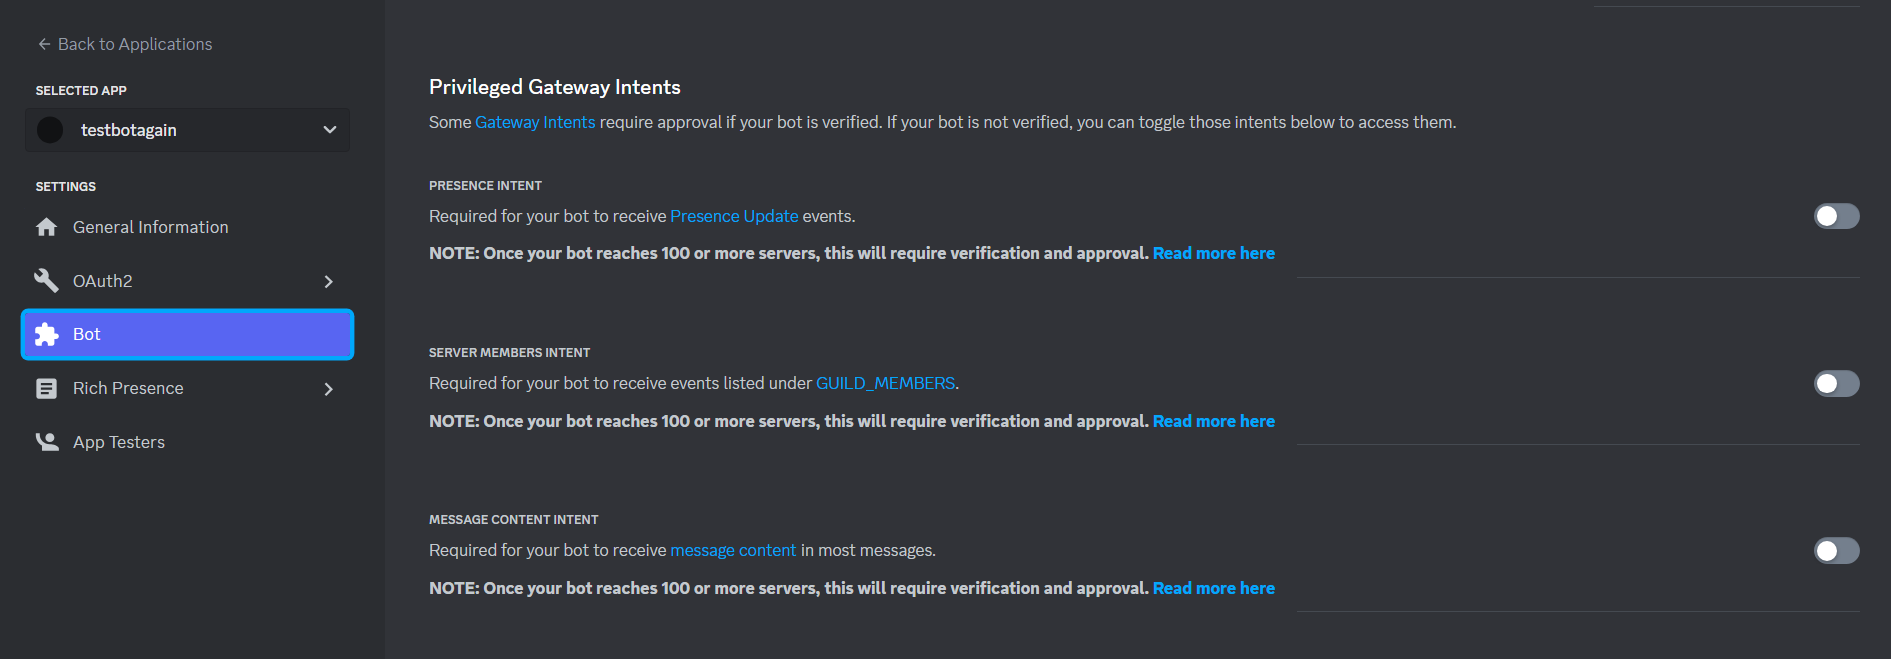 Back to Applications
SELECTED APP
testbotagain
SETTINGS
General Information
OAuth2
Bot
Rich Presence
App Testers
Privileged Gateway Intents
Some Gateway Intents require approval if your bot is verified. If your bot is not verified, you can toggle those intents below to access them.
PRESENCE INTENT
Required for your bot to receive Presence Update events.
NOTE: Once your bot reaches 100 or more servers, this will require verification and approval. Read more here
SERVER MEMBERS INTENT
Required for your bot to receive events listed under GUILD_MEMBERS.
NOTE: Once your bot reaches 100 or more servers, this will require verification and approval. Read more here
MESSAGE CONTENT INTENT
Required for your bot to receive message content in most messages.
NOTE: Once your bot reaches 100 or more servers, this will require verification and approval. Read more here